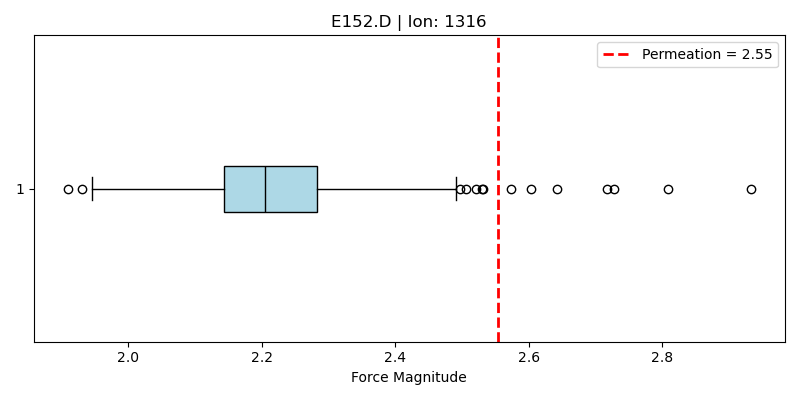 E152.D | Ion: 1316
Permeation = 2.55
1
2.0 2.2 2.4 2.6 2.8
Force Magnitude